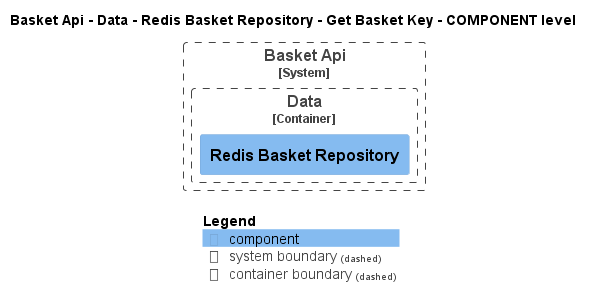 Basket Api - Data - Redis Basket Repository - Get Basket Key - COMPONENT level
Basket Api
[System]
Data
[Container]
Redis Basket Repository
Legend
component
system boundary (dashed)
container boundary (dashed)